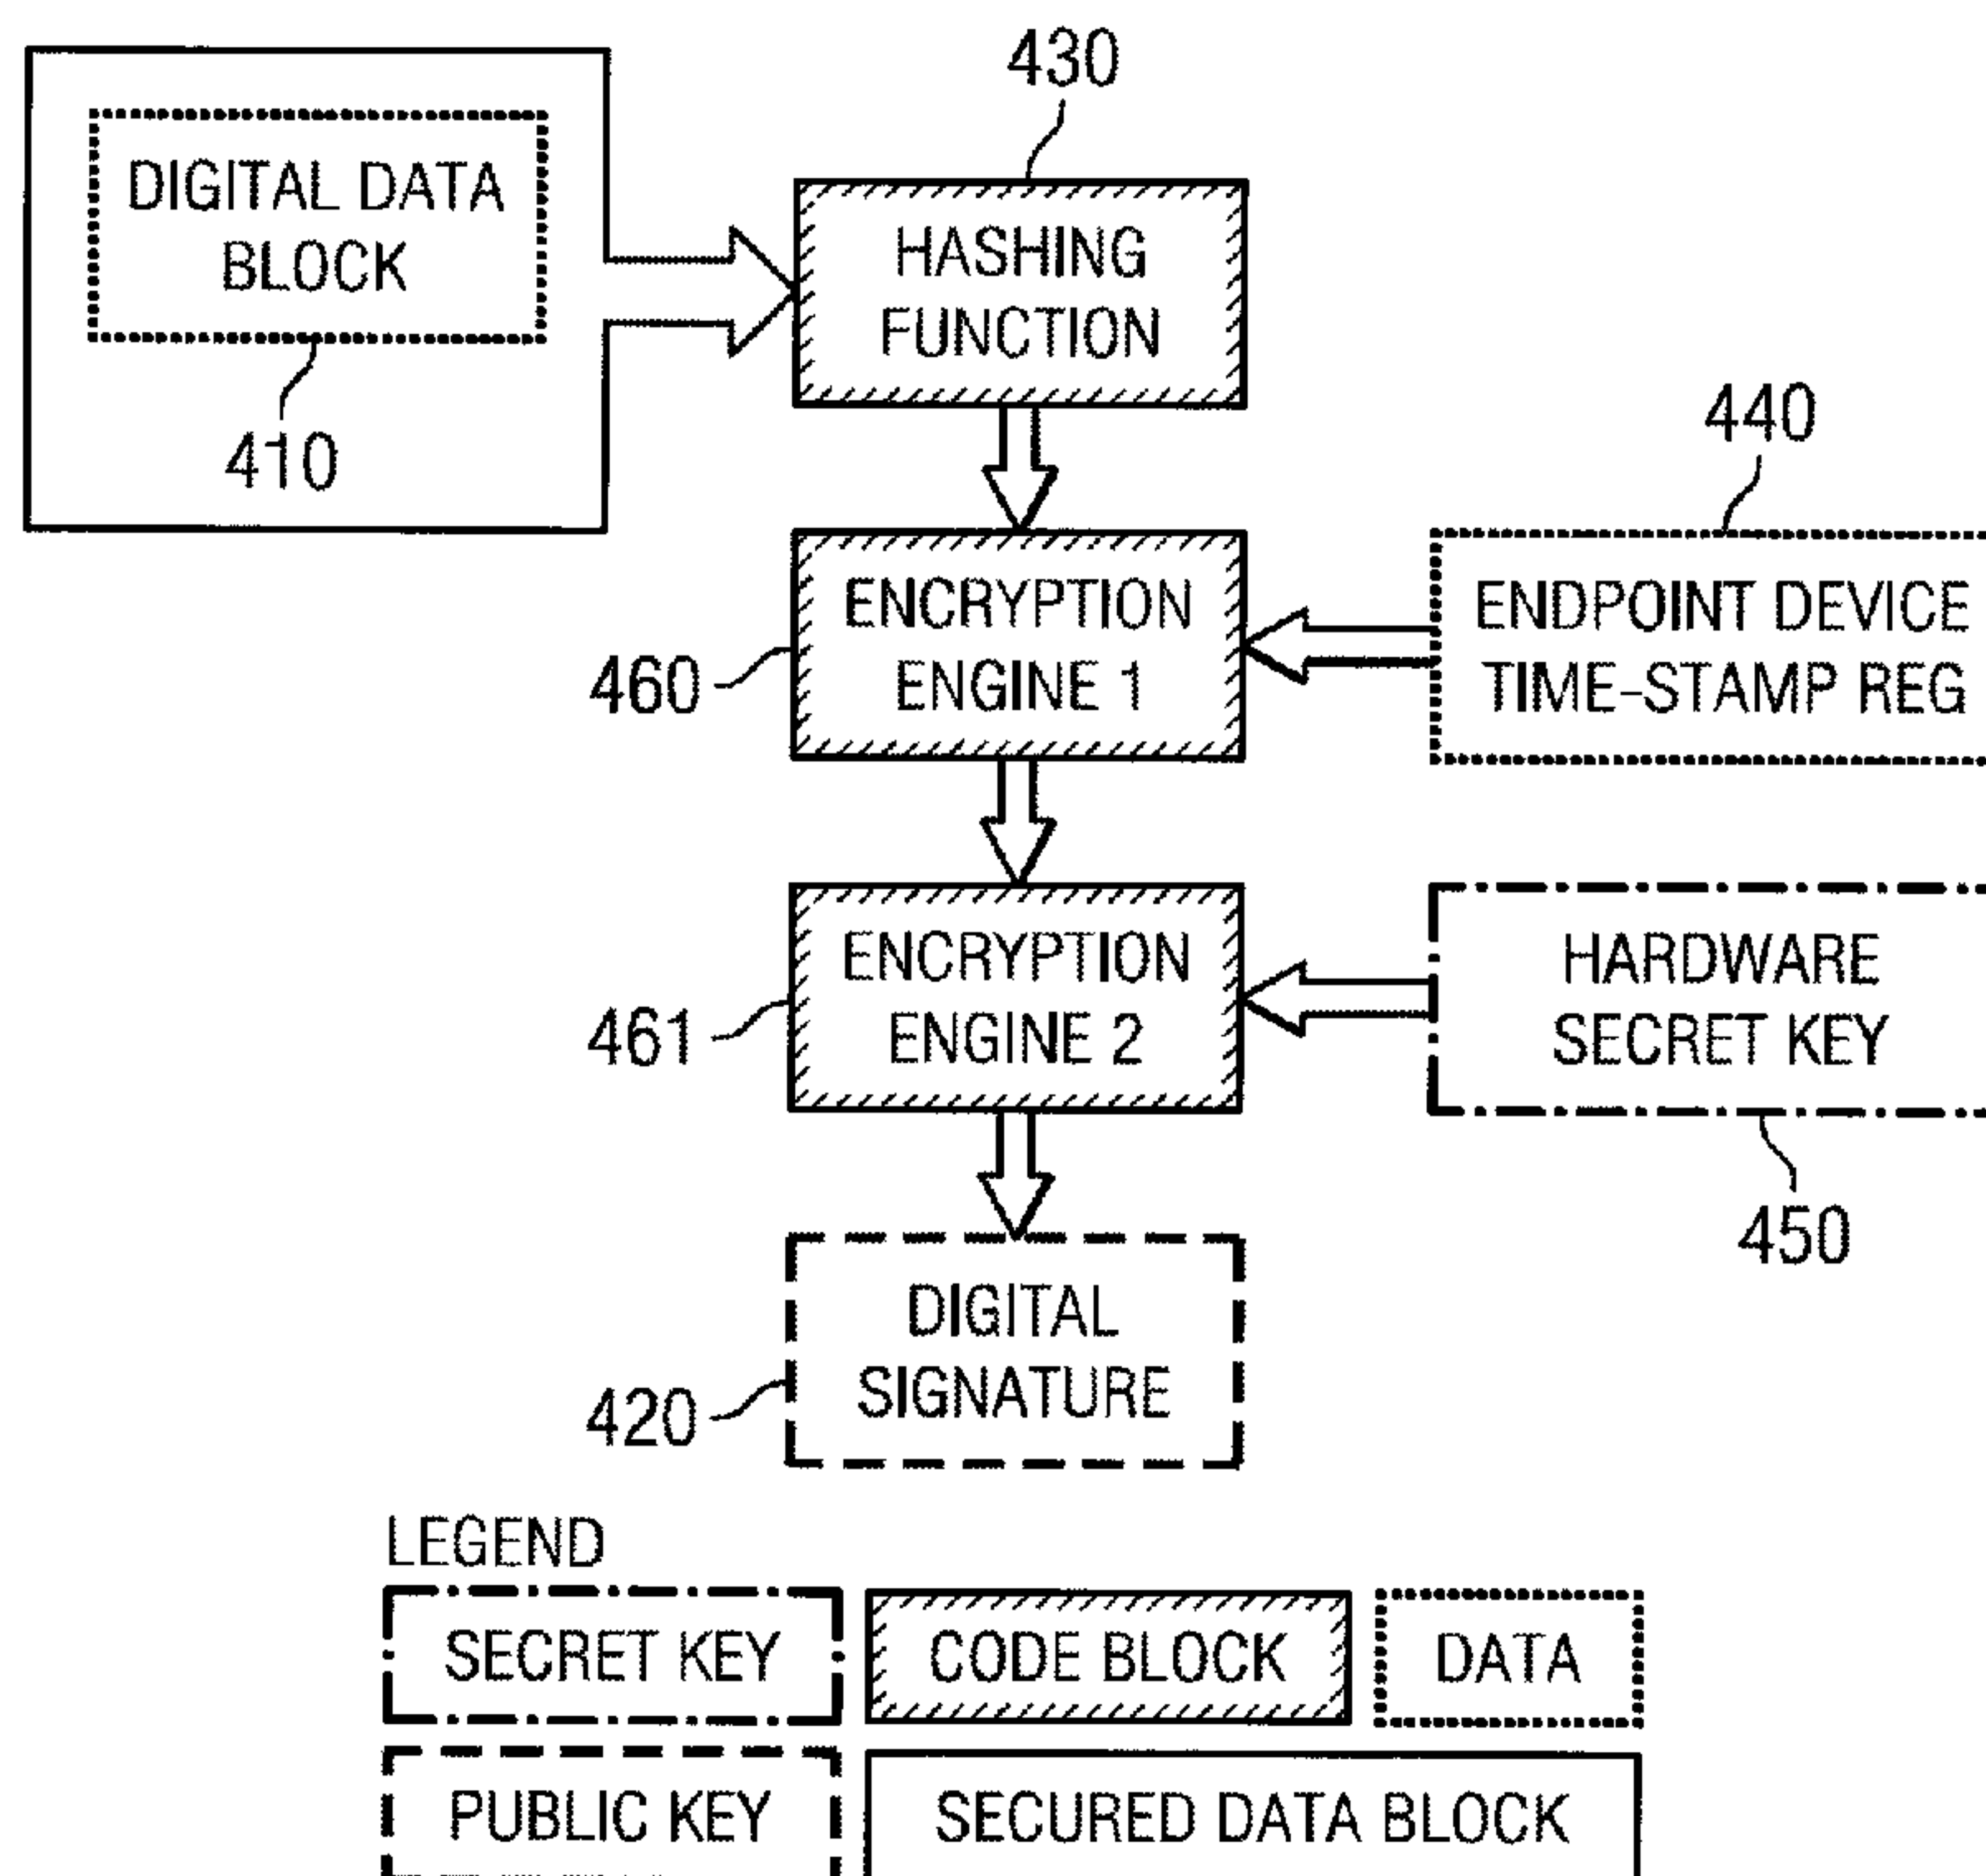 430
DIGITAL DATA
BLOCK
410
HASHING
FUNCTION
440
ENCRYPTION
ENGINE 1
460
ENDPOINT DEVICE
TIME-STAMP REG
ENCRYPTION
ENGINE 2
461
HARDWARE
SECRET KEY
450
DIGITAL
SIGNATURE
420
LEGEND
SECRET KEY
CODE BLOCK
DATA
PUBLIC KEY
SECURED DATA BLOCK